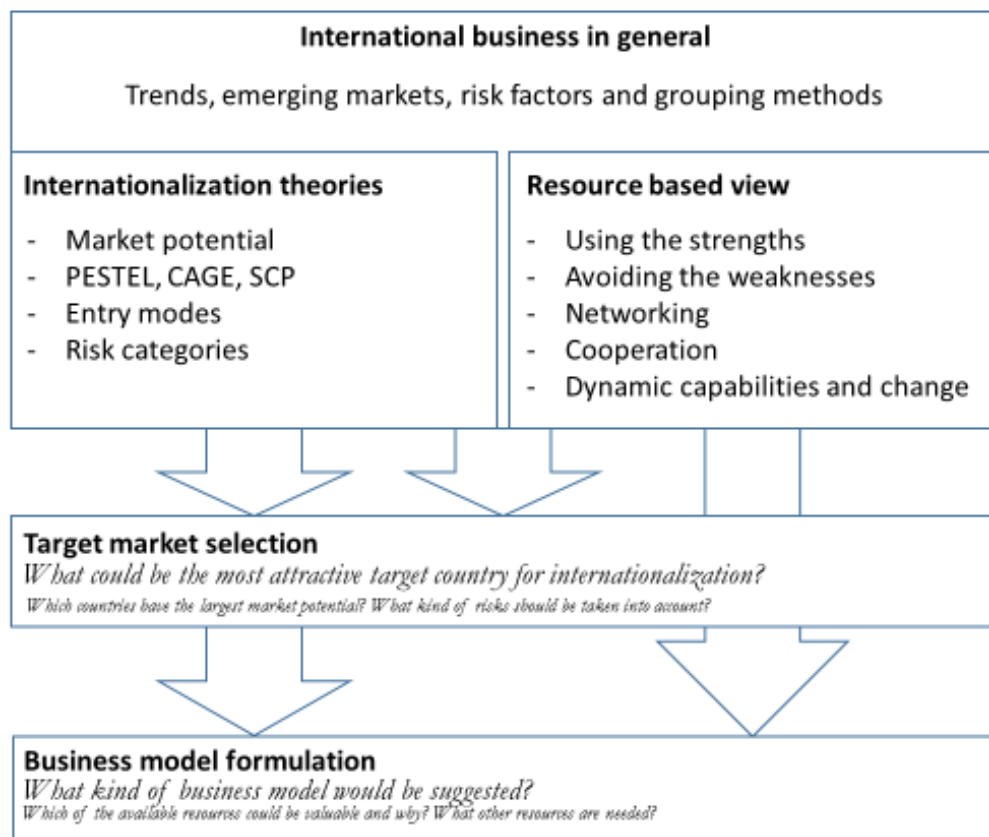 International business in general
Trends, emerging markets, risk factors and grouping methods
Internationalization theories
- Market potential
- PESTEL, CAGE, SCP
- Entry modes
- Risk categories
Resource based view
- Using the strengths
- Avoiding the weaknesses
- Networking
- Cooperation
- Dynamic capabilities and change
Target market selection
What could be the most attractive target country for internationalization?
Which countries have the largest market potential? What kind of risks should be taken into account?
Business model formulation
What kind of business model would be suggested?
Which of the available resources could be valuable and why? What other resources are needed?